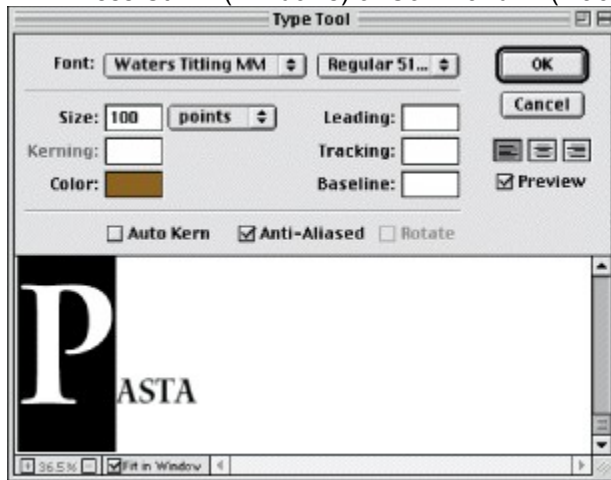 Type Tool
Font: Waters Titling MM Regular 51... OK
Cancel
Size: 100 points Leading:
Kerning: Tracking:
Color: Baseline: Preview
Auto Kern Anti-Aliased Rotate
PASTA
36.5% Fit in Window